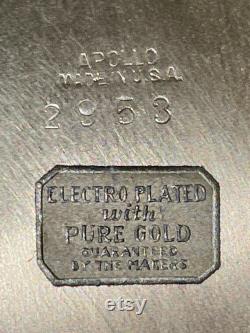 APOLLO
MADE IN U.S.A.
2953
ELECTRO PLATED
with
PURE GOLD
GUARANTEED
BY THE MAKERS
etsy